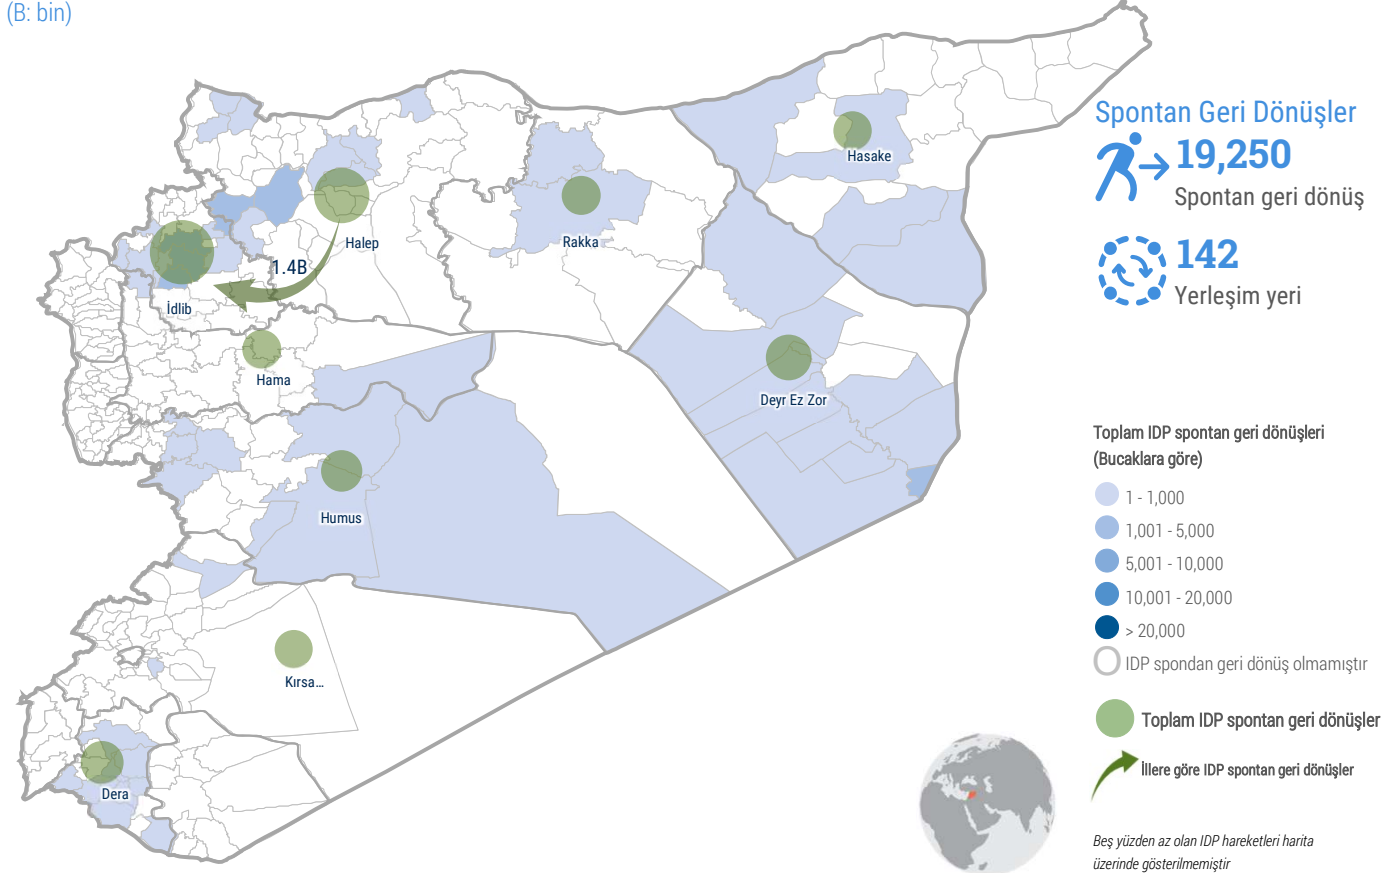 (B: bin)
Hasake
Halep
Rakka
1.4B
İdlib
Hama
Deyr Ez Zor
Humus
Kırsa...
Dera
Spontan Geri Dönüşler
19,250
Spontan geri dönüş
142
Yerleşim yeri
Toplam IDP spontan geri dönüşleri
(Bucaklara göre)
1 - 1,000
1,001 - 5,000
5,001 - 10,000
10,001 - 20,000
> 20,000
IDP spondan geri dönüş olmamıştır
Toplam IDP spontan geri dönüşler
İllere göre IDP spontan geri dönüşler
Beş yüzden az olan IDP hareketleri harita
üzerinde gösterilmemiştir